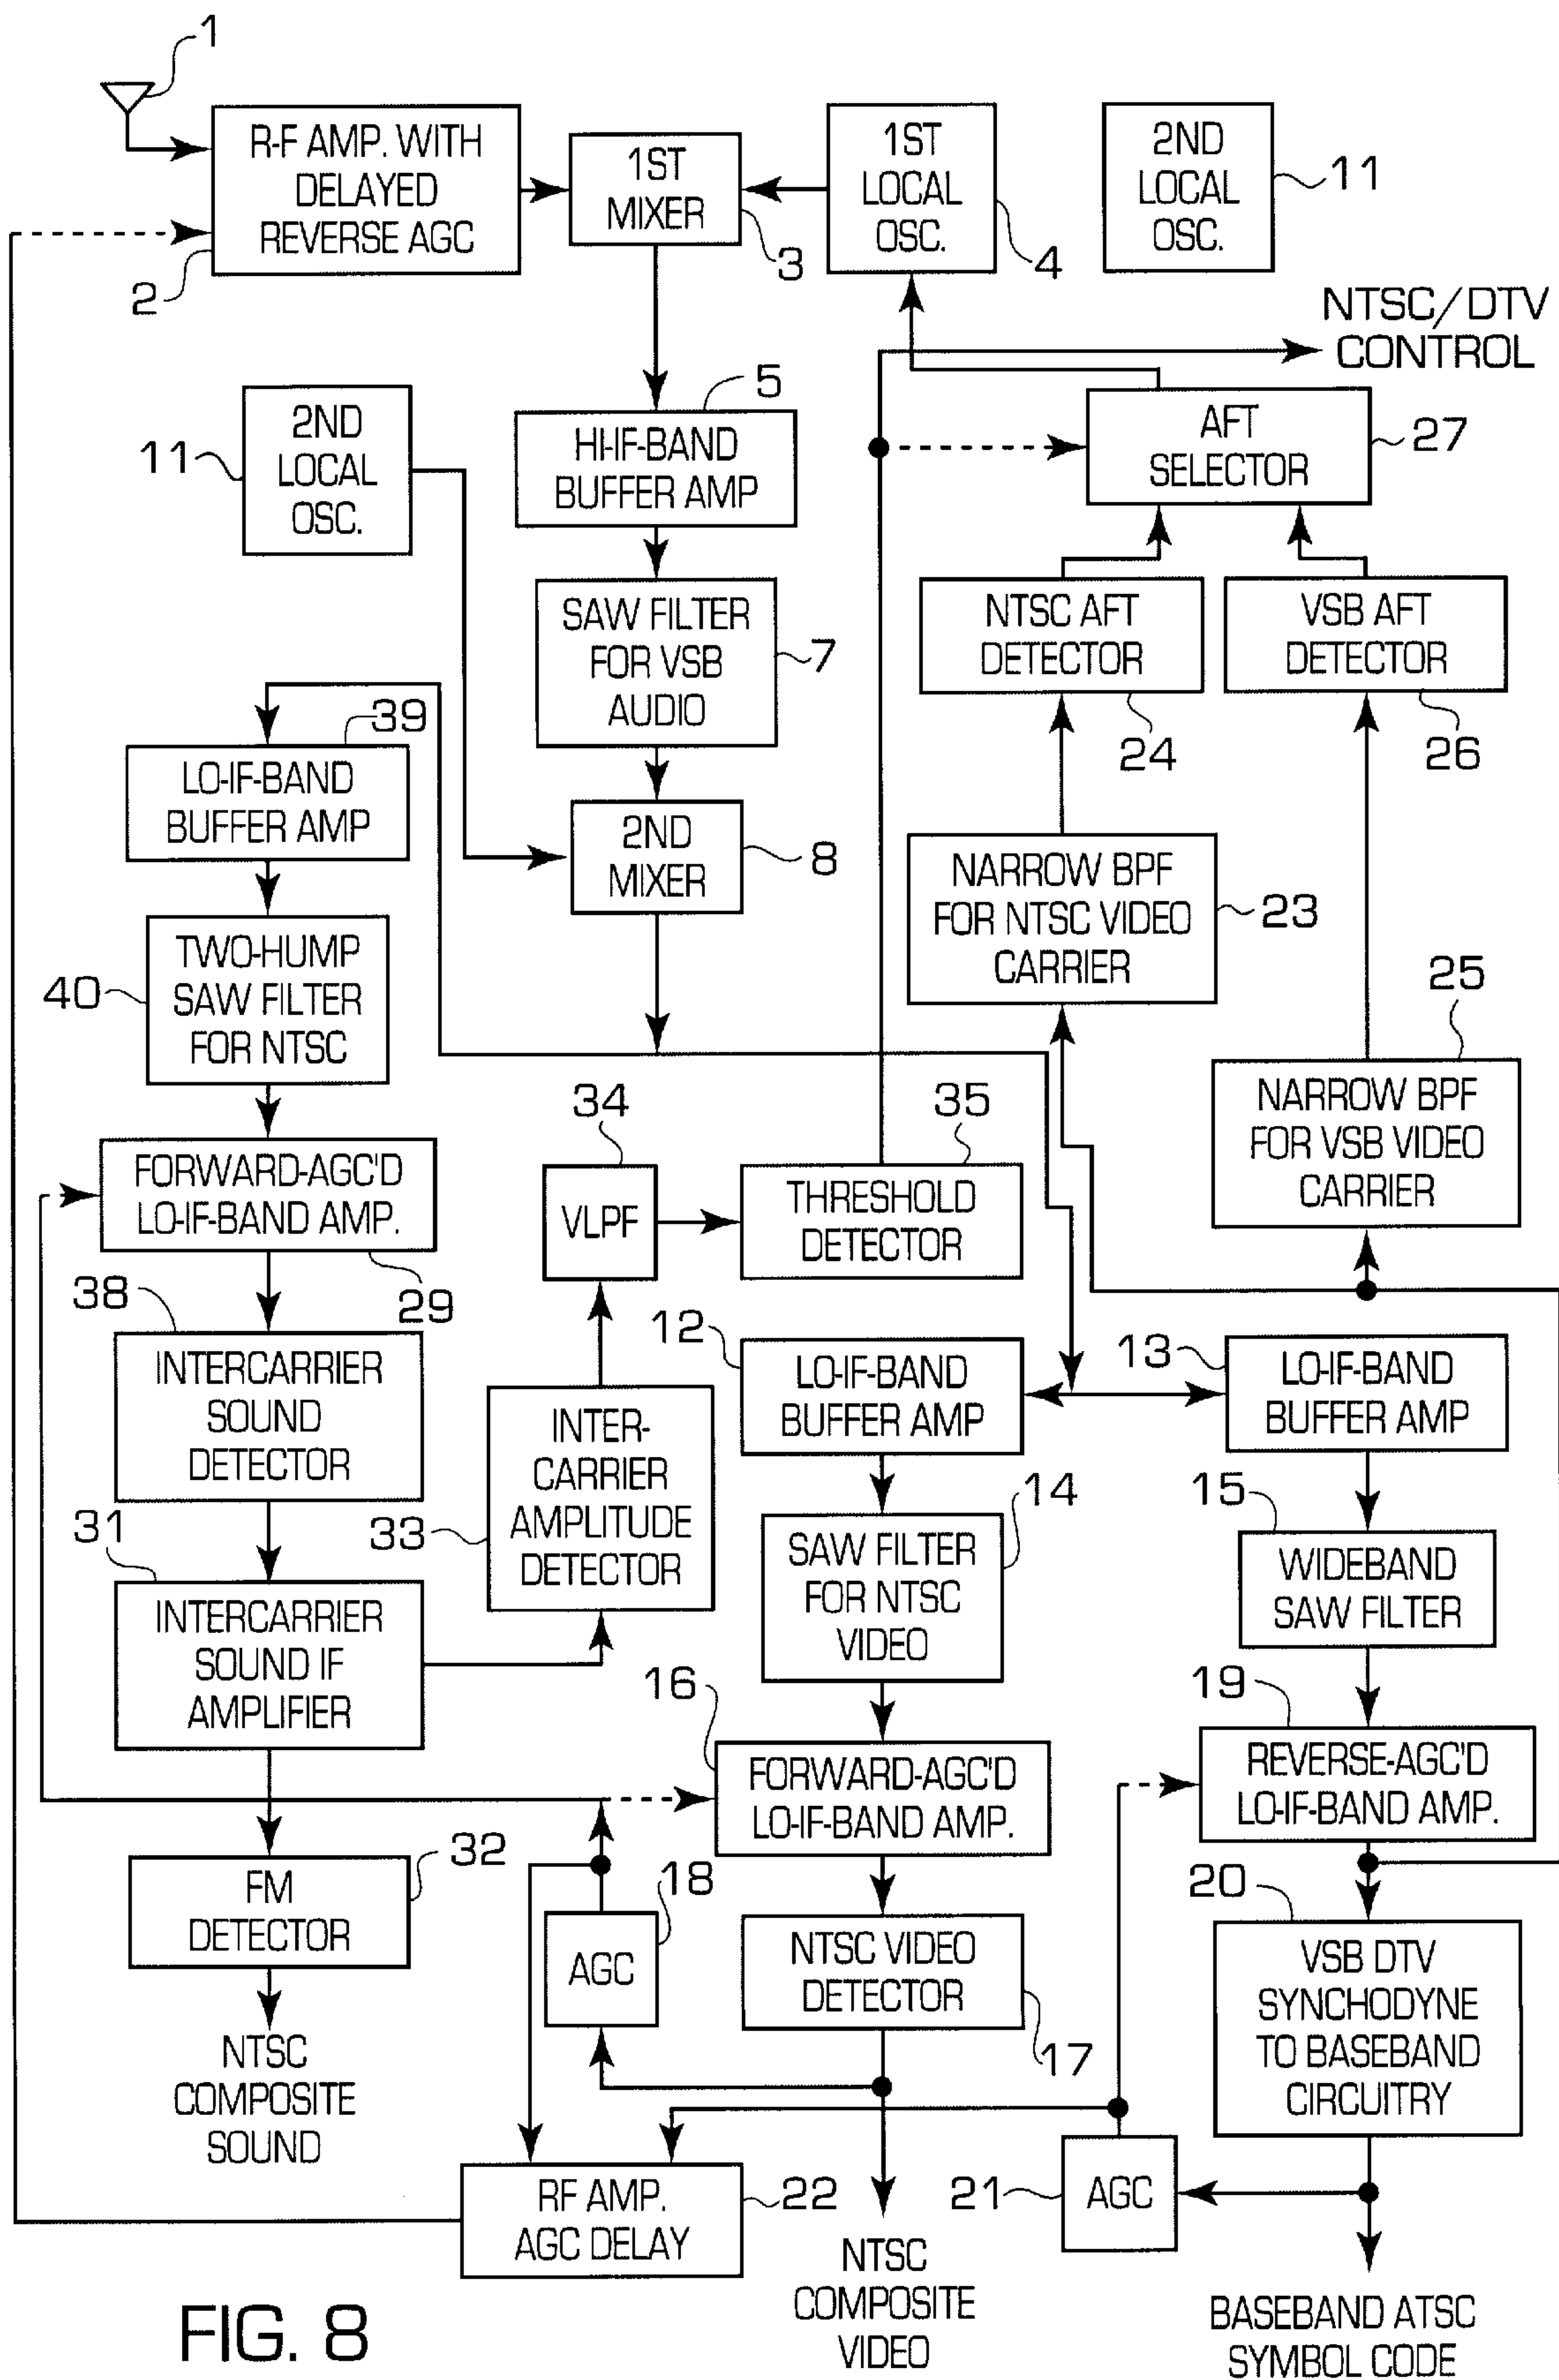 1
R-F AMP. WITH
DELAYED
REVERSE AGC
2
1ST
MIXER
3
1ST
LOCAL
OSC.
4
2ND
LOCAL
OSC.
11
NTSC/DTV
CONTROL
2ND
LOCAL
OSC.
11
5
HI-IF-BAND
BUFFER AMP
AFT
SELECTOR
27
SAW FILTER
FOR VSB
AUDIO
7
NTSC AFT
DETECTOR
24
VSB AFT
DETECTOR
26
39
LO-IF-BAND
BUFFER AMP
2ND
MIXER
8
NARROW BPF
FOR NTSC VIDEO
CARRIER
23
40
TWO-HUMP
SAW FILTER
FOR NTSC
25
NARROW BPF
FOR VSB VIDEO
CARRIER
34
VLPF
35
THRESHOLD
DETECTOR
FORWARD-AGC'D
LO-IF-BAND AMP.
29
38
INTERCARRIER
SOUND
DETECTOR
12
LO-IF-BAND
BUFFER AMP
13
LO-IF-BAND
BUFFER AMP
33
INTER-
CARRIER
AMPLITUDE
DETECTOR
14
SAW FILTER
FOR NTSC
VIDEO
15
WIDEBAND
SAW FILTER
31
INTERCARRIER
SOUND IF
AMPLIFIER
16
FORWARD-AGC'D
LO-IF-BAND AMP.
19
REVERSE-AGC'D
LO-IF-BAND AMP.
32
FM
DETECTOR
18
AGC
NTSC VIDEO
DETECTOR
17
20
VSB DTV
SYNCHODYNE
TO BASEBAND
CIRCUITRY
NTSC
COMPOSITE
SOUND
RF AMP.
AGC DELAY
22
21
AGC
NTSC
COMPOSITE
VIDEO
BASEBAND ATSC
SYMBOL CODE
FIG. 8